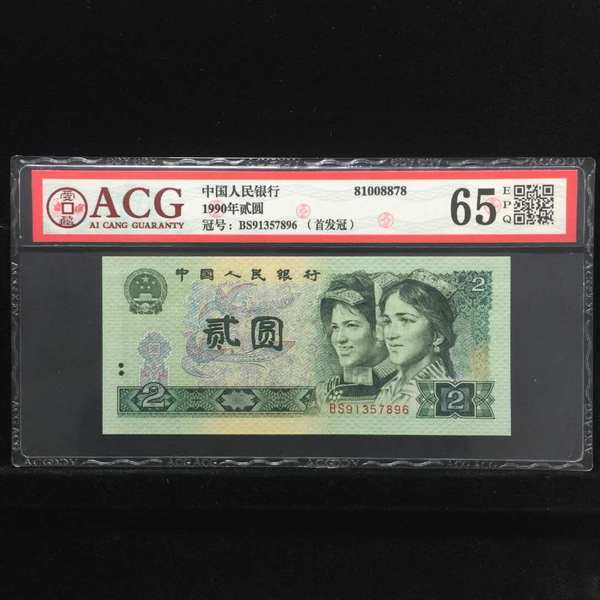 ACG
AI CANG GUARANTY
中国人民银行
81008878
1990年贰圆
冠号：BS91357896 （首发冠）
65
EPQ
中国人民银行
2
贰圆
BS91357896
2
2